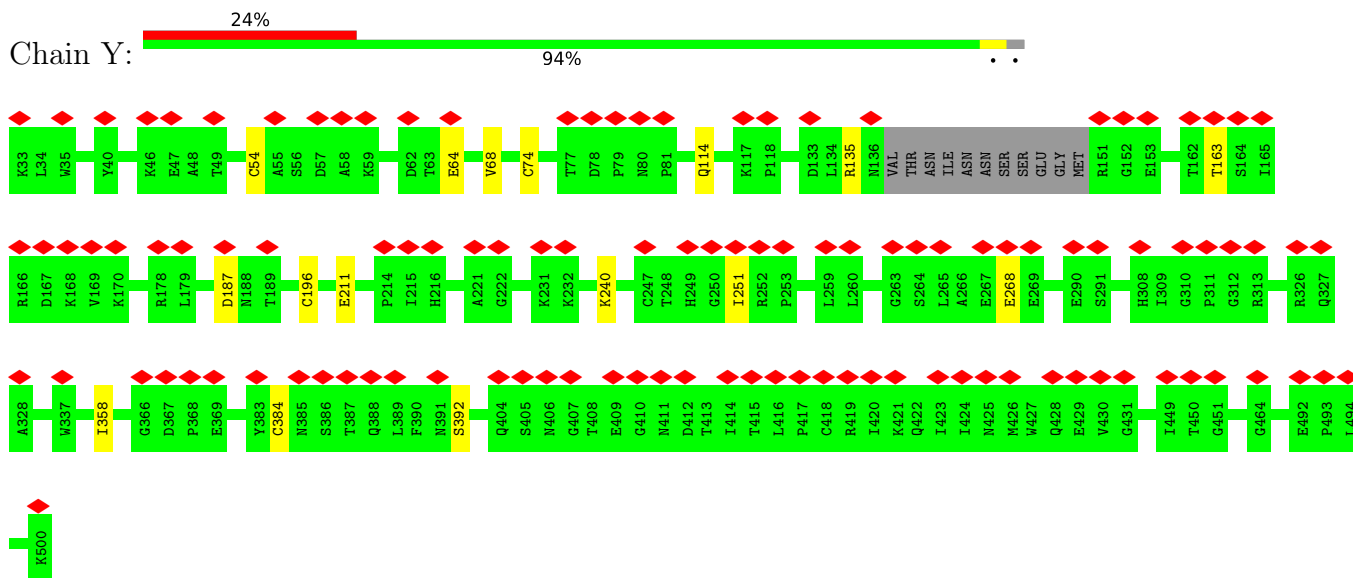 24%
Chain Y:
94%
• •
K33 L34 W35 Y40 K46 E47 A48 T49 C54 A55 S56 D57 A58 K59 D62 T63 E64 V68 C74 T77 D78 P79 N80 P81 Q114 K117 P118 D133 L134 R135 N136 VAL THR ASN ILE ASN ASN SER SER GLU GLY MET R151 G152 E153 T162 T163 S164 I165
R166 D167 K168 V169 K170 R178 L179 D187 N188 T189 C196 E211 P214 I215 H216 A221 G222 K231 K232 K240 C247 T248 H249 G250 I251 R252 P253 L259 L260 G263 S264 L265 A266 E267 E268 E269 E290 S291 H308 I309 G310 P311 G312 R313 R326 Q327
A328 W337 I358 G366 D367 P368 E369 Y383 C384 N385 S386 T387 Q388 L389 F390 N391 S392 Q404 S405 N406 G407 T408 E409 G410 N411 D412 T413 I414 T415 L416 P417 C418 R419 I420 K421 Q422 I423 I424 N425 M426 W427 Q428 E429 V430 G431 I449 T450 G451 G464 E492 P493 L494
K500